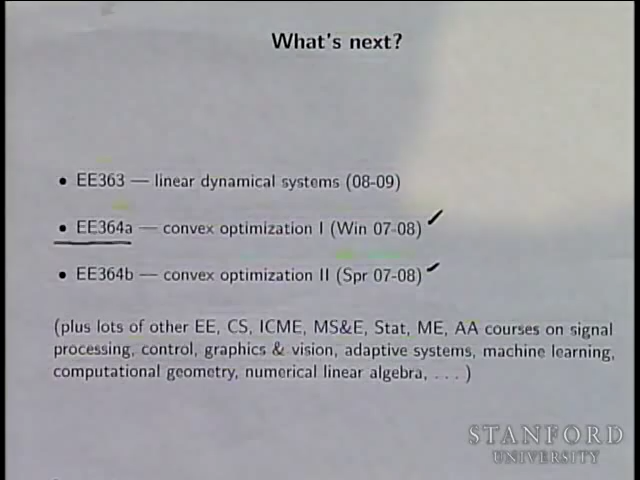 What's next?
• EE363 — linear dynamical systems (08-09)
• EE364a — convex optimization I (Win 07-08)
• EE364b — convex optimization II (Spr 07-08)
(plus lots of other EE, CS, ICME, MS&E, Stat, ME, AA courses on signal
processing, control, graphics & vision, adaptive systems, machine learning,
computational geometry, numerical linear algebra, . . . )
STANFORD
UNIVERSITY